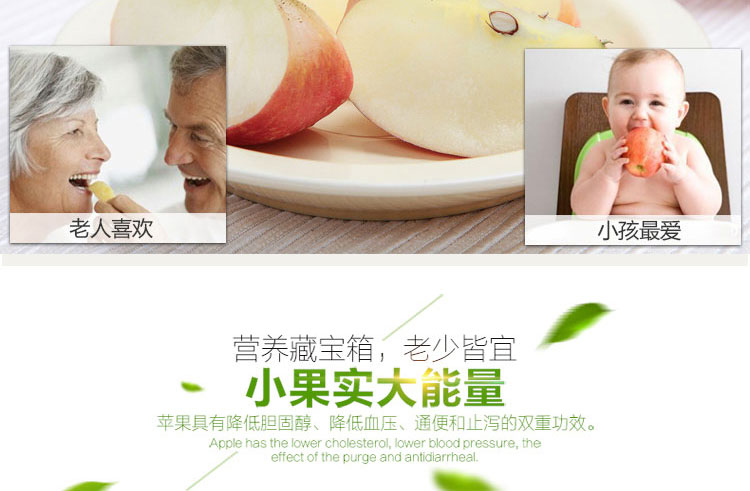 老人喜欢
小孩最爱
营养藏宝箱，老少皆宜
小果实大能量
苹果具有降低胆固醇、降低血压、通便和止泻的双重功效。
Apple has the lower cholesterol, lower blood pressure, the
effect of the purge and antidiarrheal.